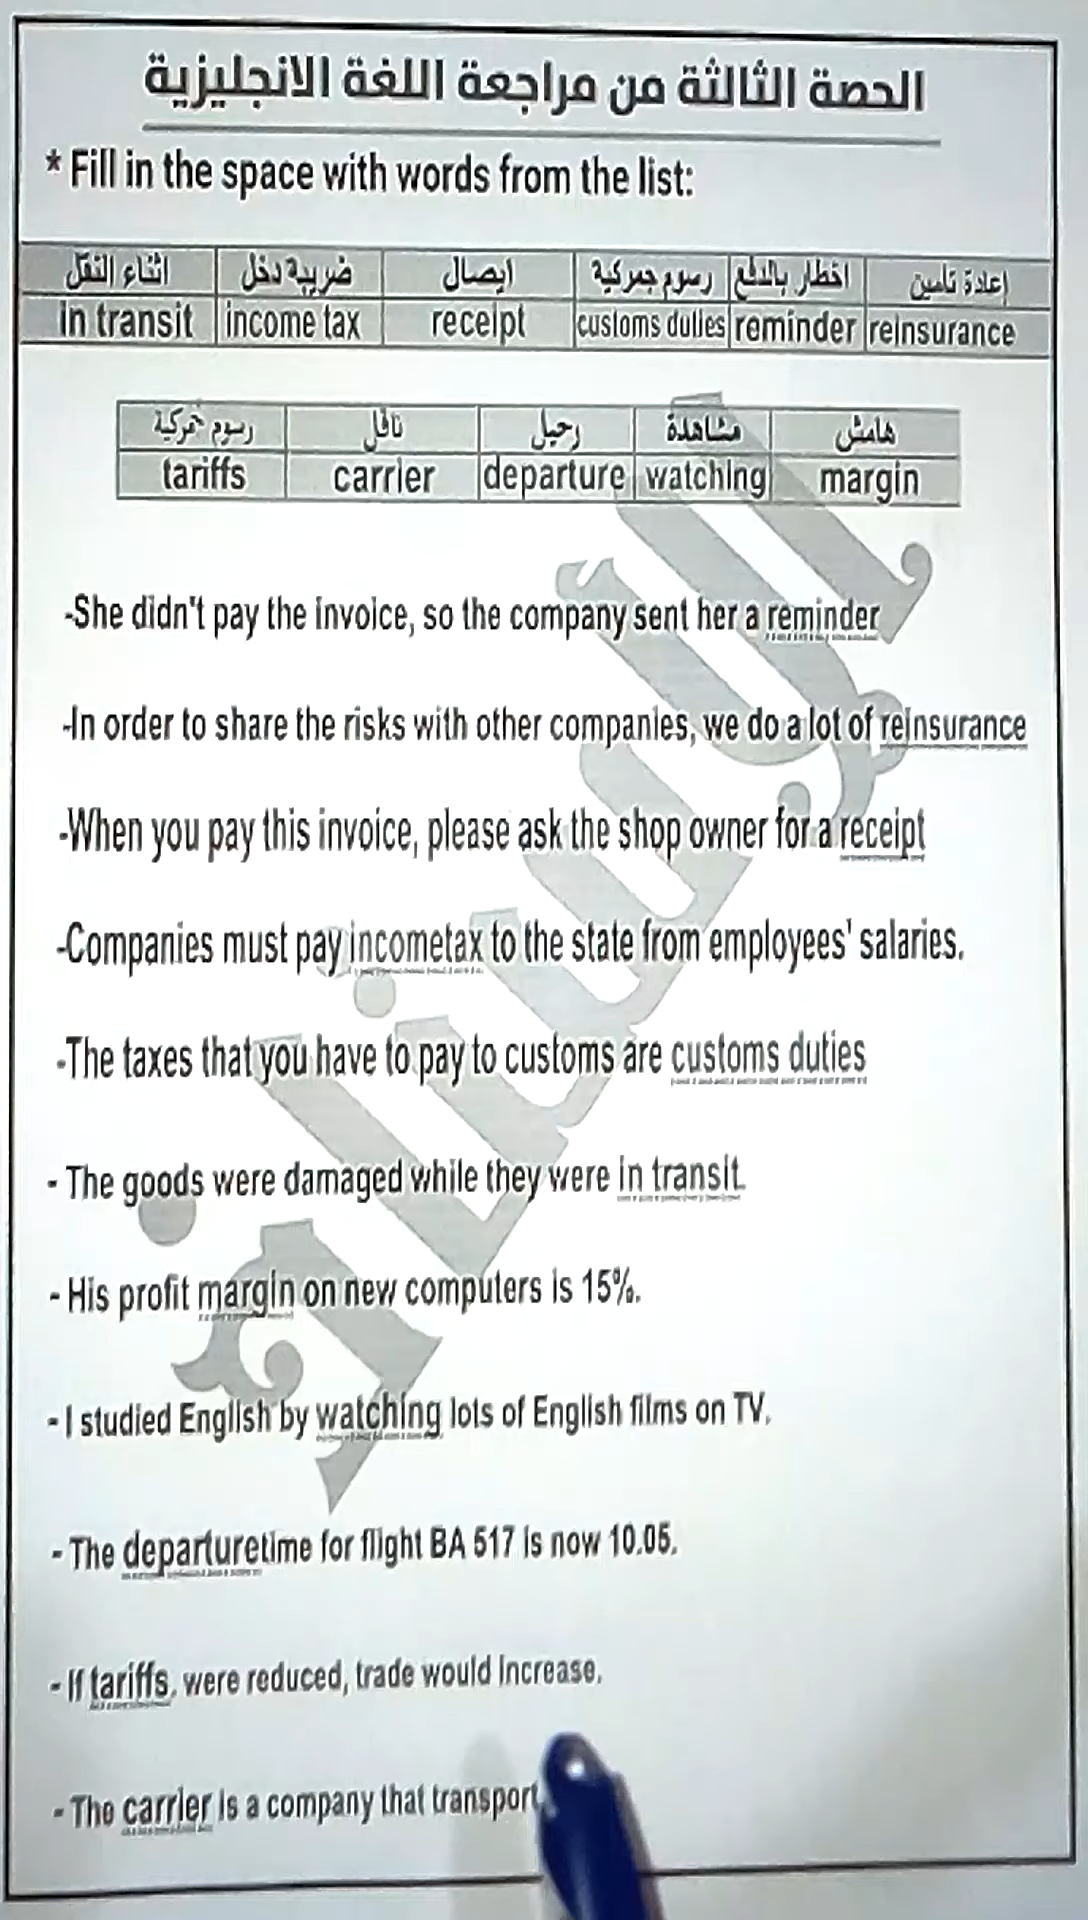 الحصة الثالثة من مراجعة اللغة الانجليزية
* Fill in the space with words from the list:
اثناء النقل ضريبة دخل ايصال رسوم جمركية اخطار بالدفع إعادة تأمين
in transit income tax receipt customs duties reminder reinsurance
رسوم جمركية ناقل رحيل مشاهدة هامش
tariffs carrier departure watching margin
-She didn't pay the invoice, so the company sent her a reminder
-In order to share the risks with other companies, we do a lot of reinsurance
-When you pay this invoice, please ask the shop owner for a receipt
-Companies must pay incometax to the state from employees' salaries.
-The taxes that you have to pay to customs are customs duties
- The goods were damaged while they were in transit.
- His profit margin on new computers is 15%.
- I studied English by watching lots of English films on TV.
- The departuretime for flight BA 517 is now 10.05.
- If tariffs. were reduced, trade would increase.
- The carrier is a company that transport